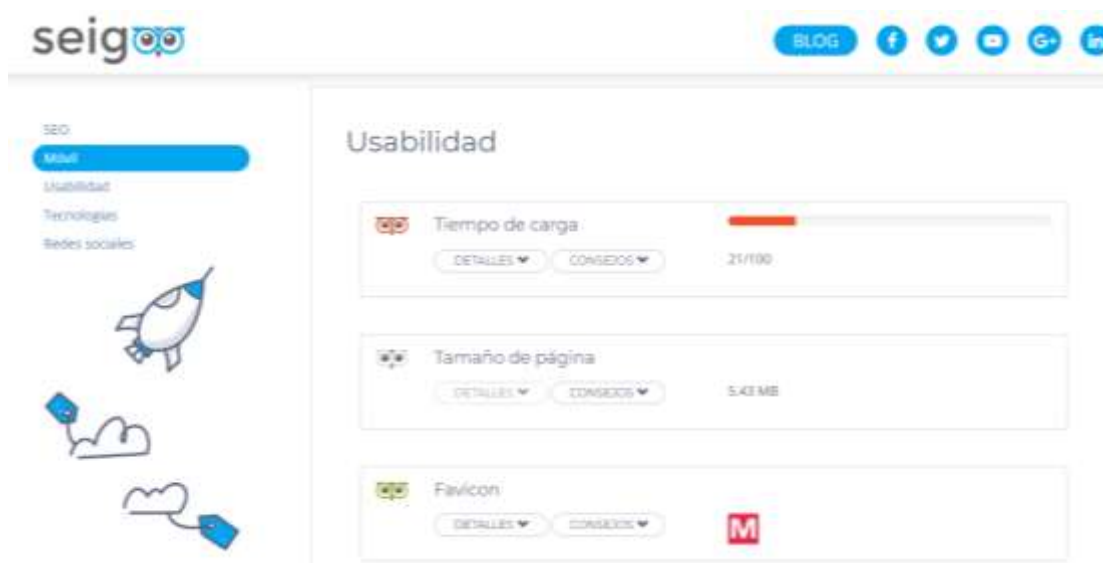 seigoo
BLOG
SEO
Móvil
Usabilidad
Tecnologías
Redes sociales
Usabilidad
Tiempo de carga
DETALLES CONSEJOS
21/100
Tamaño de página
DETALLES CONSEJOS
5.43 MB
Favicon
DETALLES CONSEJOS
M